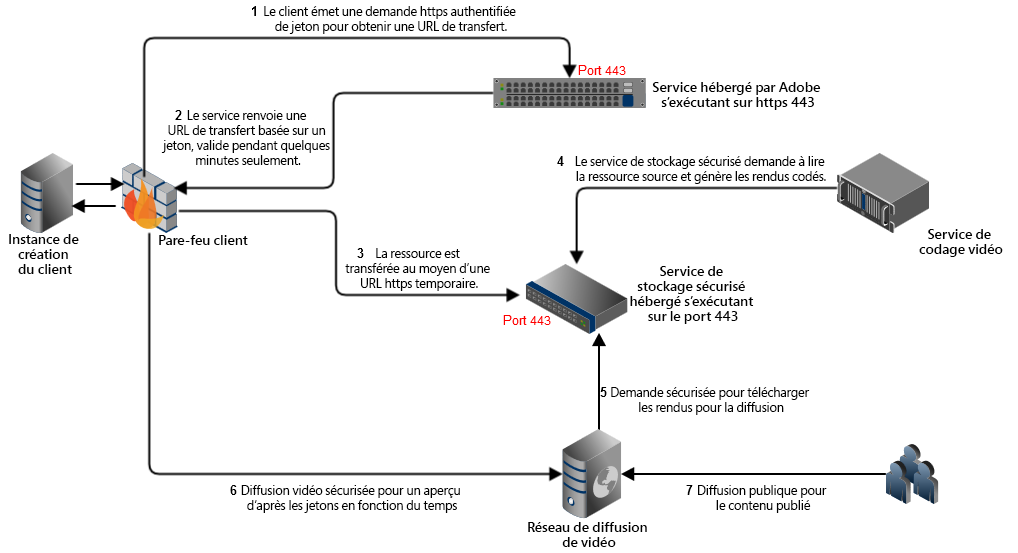 1 Le client émet une demande https authentifiée
de jeton pour obtenir une URL de transfert.
Port 443
Service hébergé par Adobe
s'exécutant sur https 443
2 Le service renvoie une
URL de transfert basée sur un
jeton, valide pendant quelques
minutes seulement.
4 Le service de stockage sécurisé demande à lire
la ressource source et génère les rendus codés.
Instance de
création
du client
Pare-feu client
Service de
codage vidéo
3 La ressource est
transférée au moyen d'une
URL https temporaire.
Service de
stockage sécurisé
hébergé s'exécutant
sur le port 443
Port 443
5 Demande sécurisée pour télécharger
les rendus pour la diffusion
6 Diffusion vidéo sécurisée pour un aperçu
d'après les jetons en fonction du temps
7 Diffusion publique pour
le contenu publié
Réseau de diffusion
de vidéo